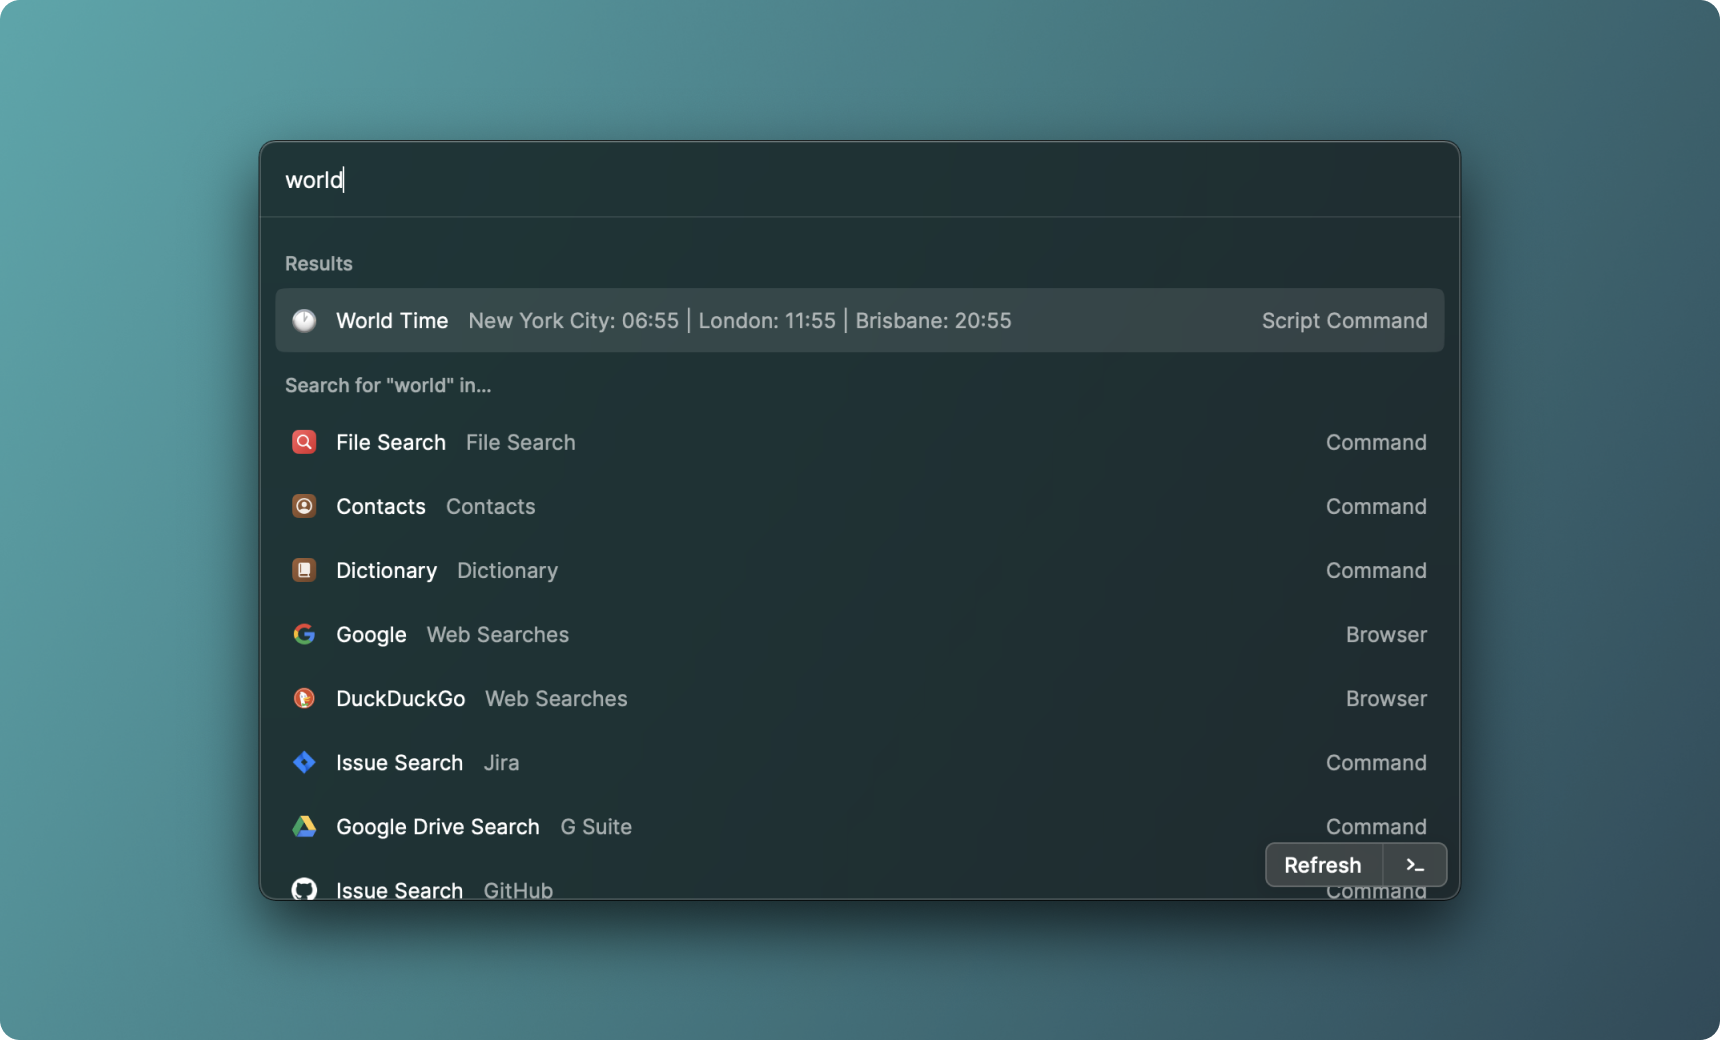 world
Results
World Time New York City: 06:55 | London: 11:55 | Brisbane: 20:55 Script Command
Search for "world" in...
File Search File Search Command
Contacts Contacts Command
Dictionary Dictionary Command
Google Web Searches Browser
DuckDuckGo Web Searches Browser
Issue Search Jira Command
Google Drive Search G Suite Command
Refresh >_
Issue Search GitHub Command